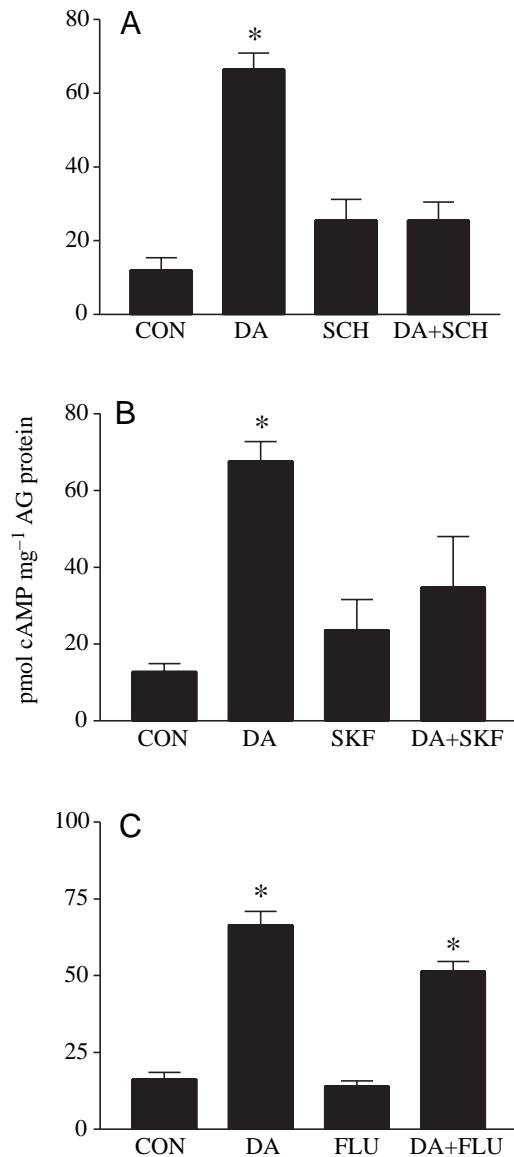 A
80
*
60
40
20
0
CON DA SCH DA+SCH
pmol cAMP mg⁻¹ AG protein
B
80
*
60
40
20
0
CON DA SKF DA+SKF
C
100
*
75
*
50
25
0
CON DA FLU DA+FLU